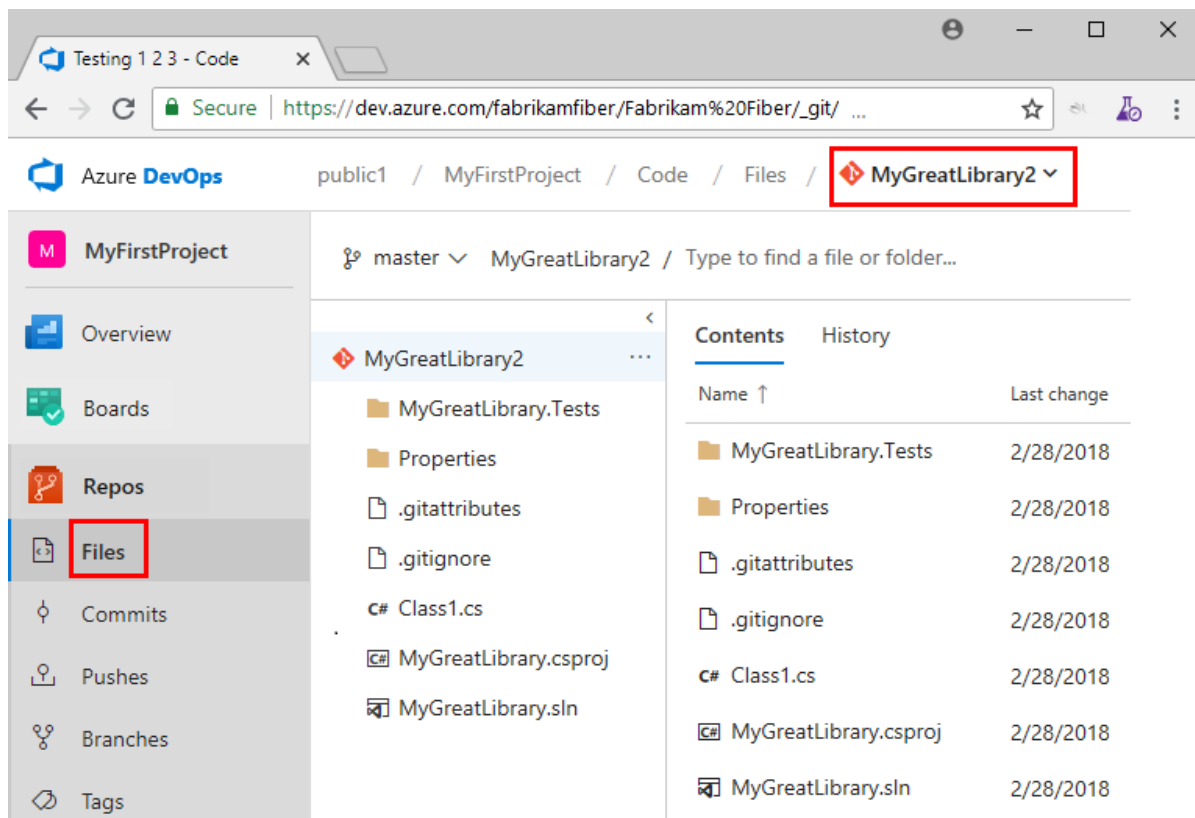 Testing 1 2 3 - Code
Secure https://dev.azure.com/fabrikamfiber/Fabrikam%20Fiber/_git/ ...
Azure DevOps public1 / MyFirstProject / Code / Files / MyGreatLibrary2
M MyFirstProject
master MyGreatLibrary2 / Type to find a file or folder...
Overview
Boards
Repos
Files
Commits
Pushes
Branches
Tags
MyGreatLibrary2 ...
MyGreatLibrary.Tests
Properties
.gitattributes
.gitignore
C# Class1.cs
C# MyGreatLibrary.csproj
MyGreatLibrary.sln
Contents History
Name ↑ Last change
MyGreatLibrary.Tests 2/28/2018
Properties 2/28/2018
.gitattributes 2/28/2018
.gitignore 2/28/2018
C# Class1.cs 2/28/2018
C# MyGreatLibrary.csproj 2/28/2018
MyGreatLibrary.sln 2/28/2018